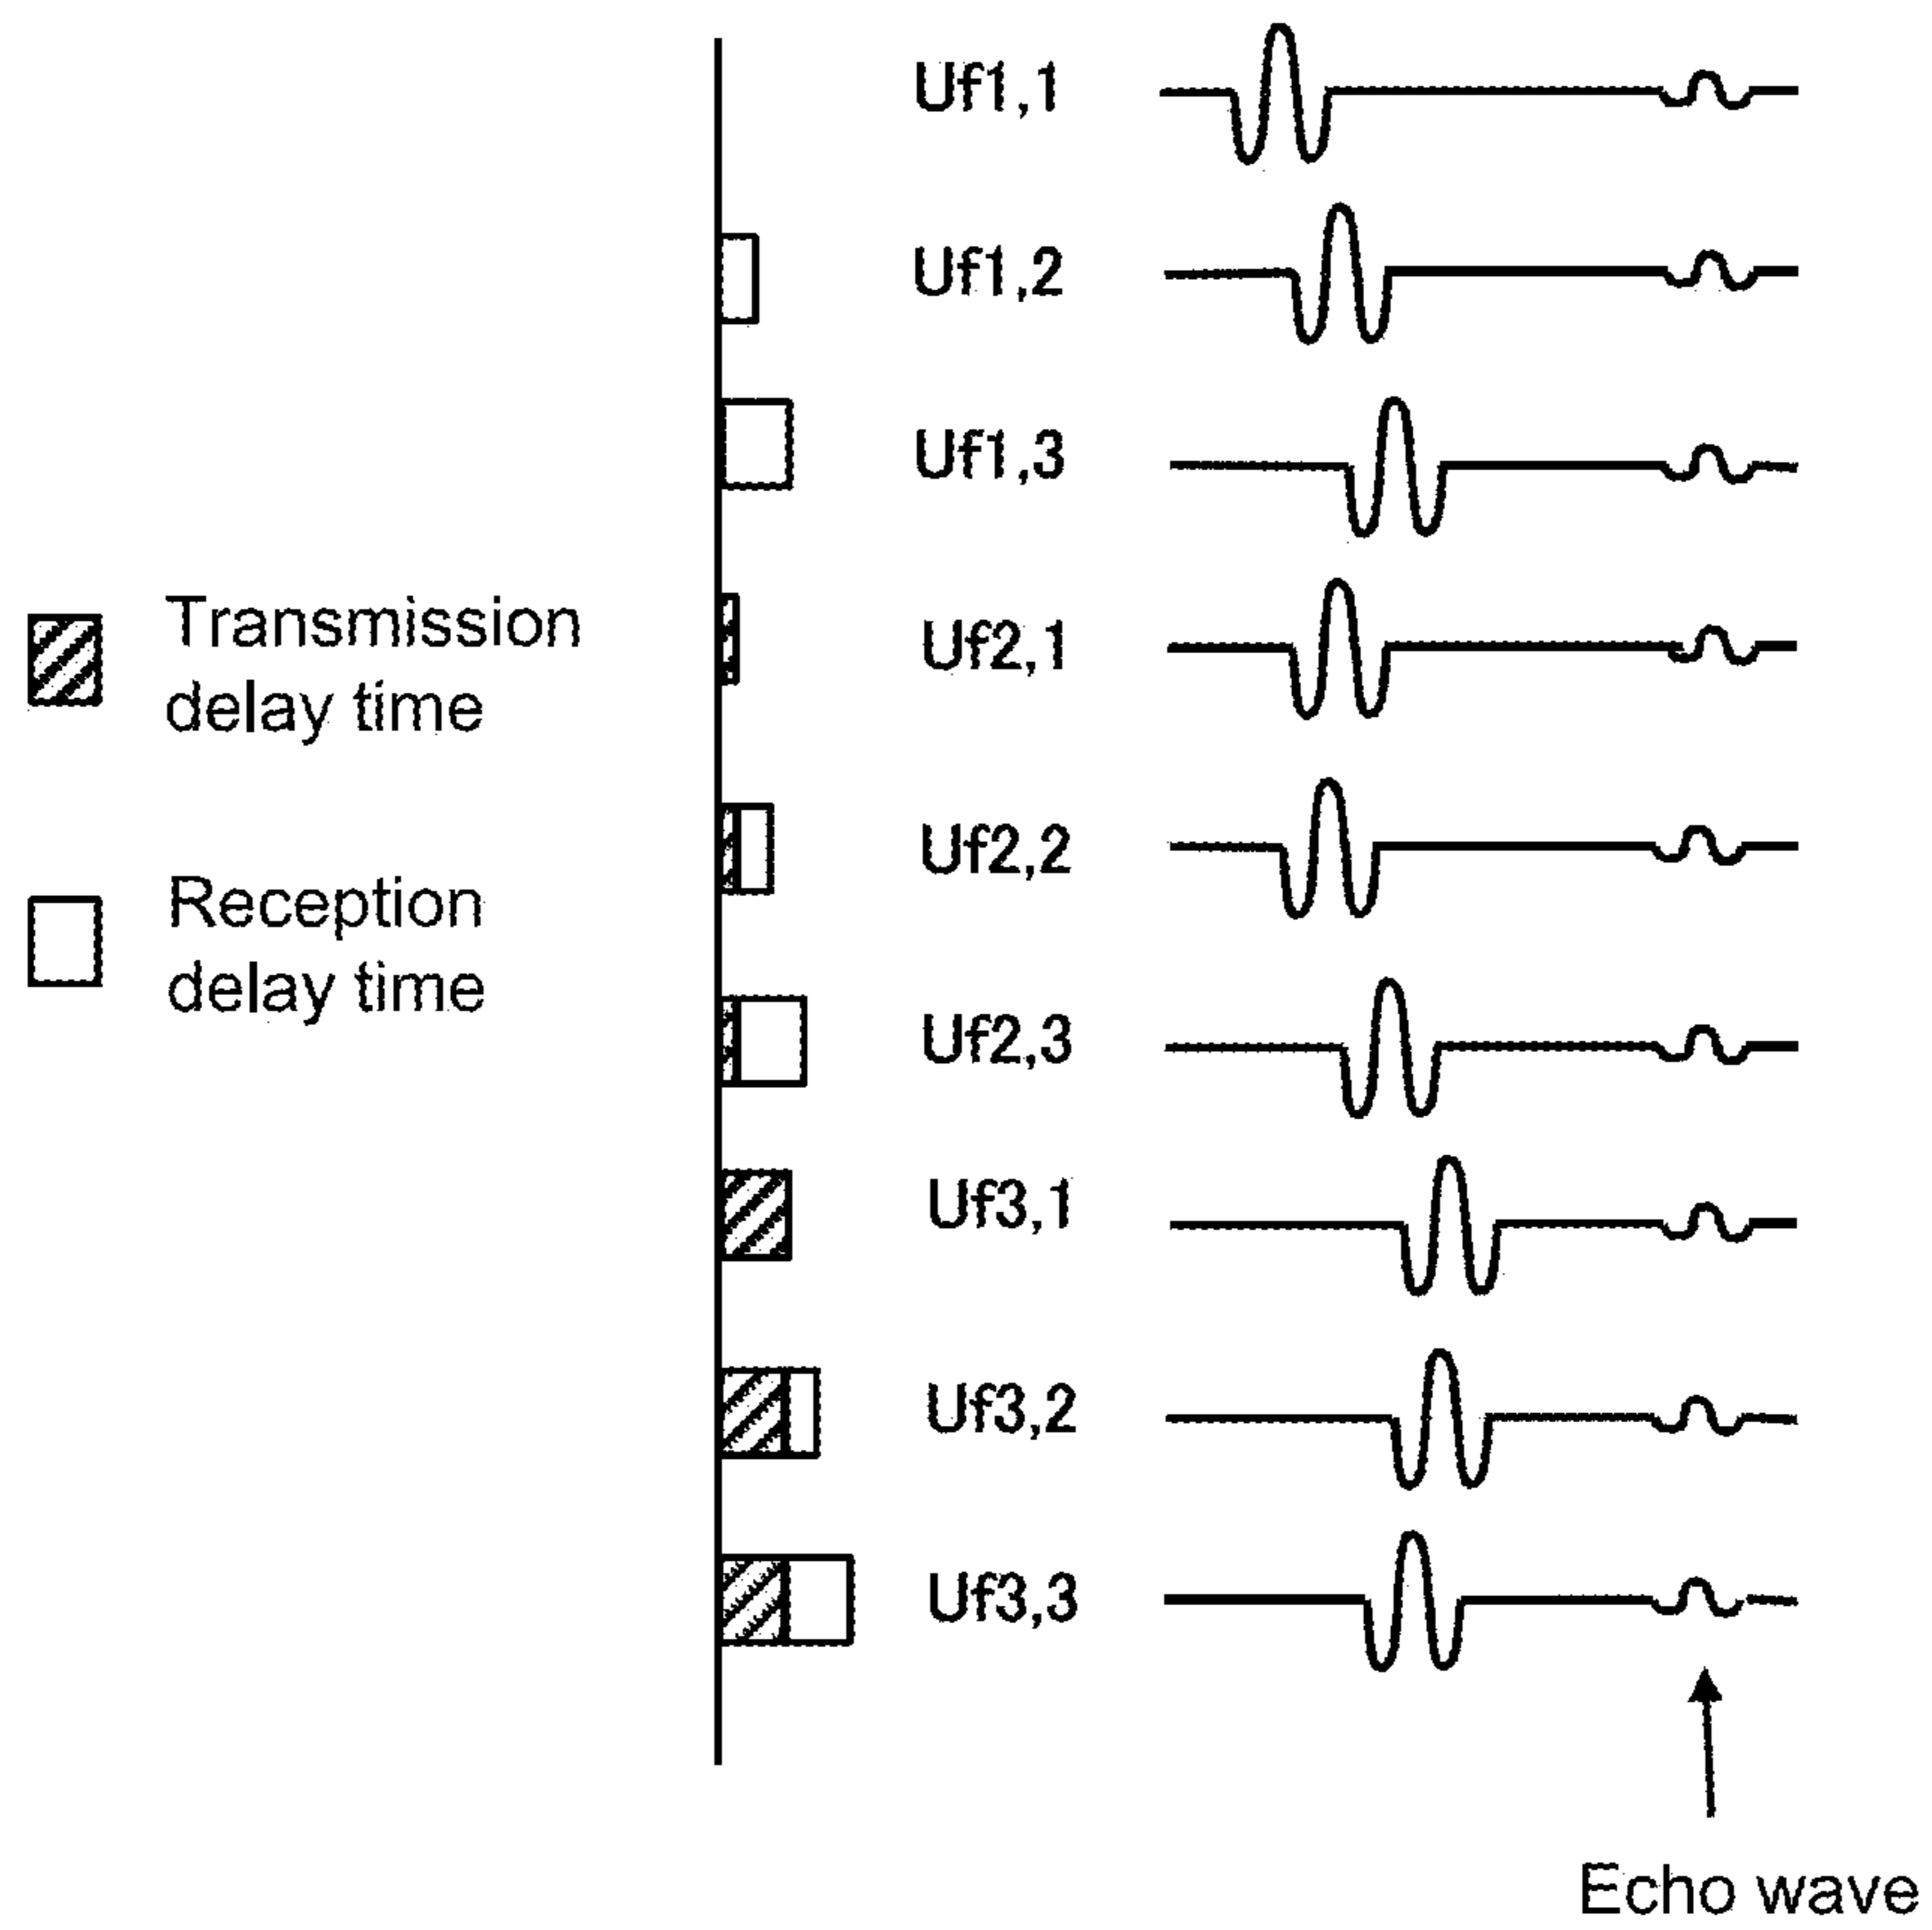 Uf1,1
Uf1,2
Uf1,3
Transmission
delay time
Uf2,1
Uf2,2
Reception
delay time
Uf2,3
Uf3,1
Uf3,2
Uf3,3
Echo wave